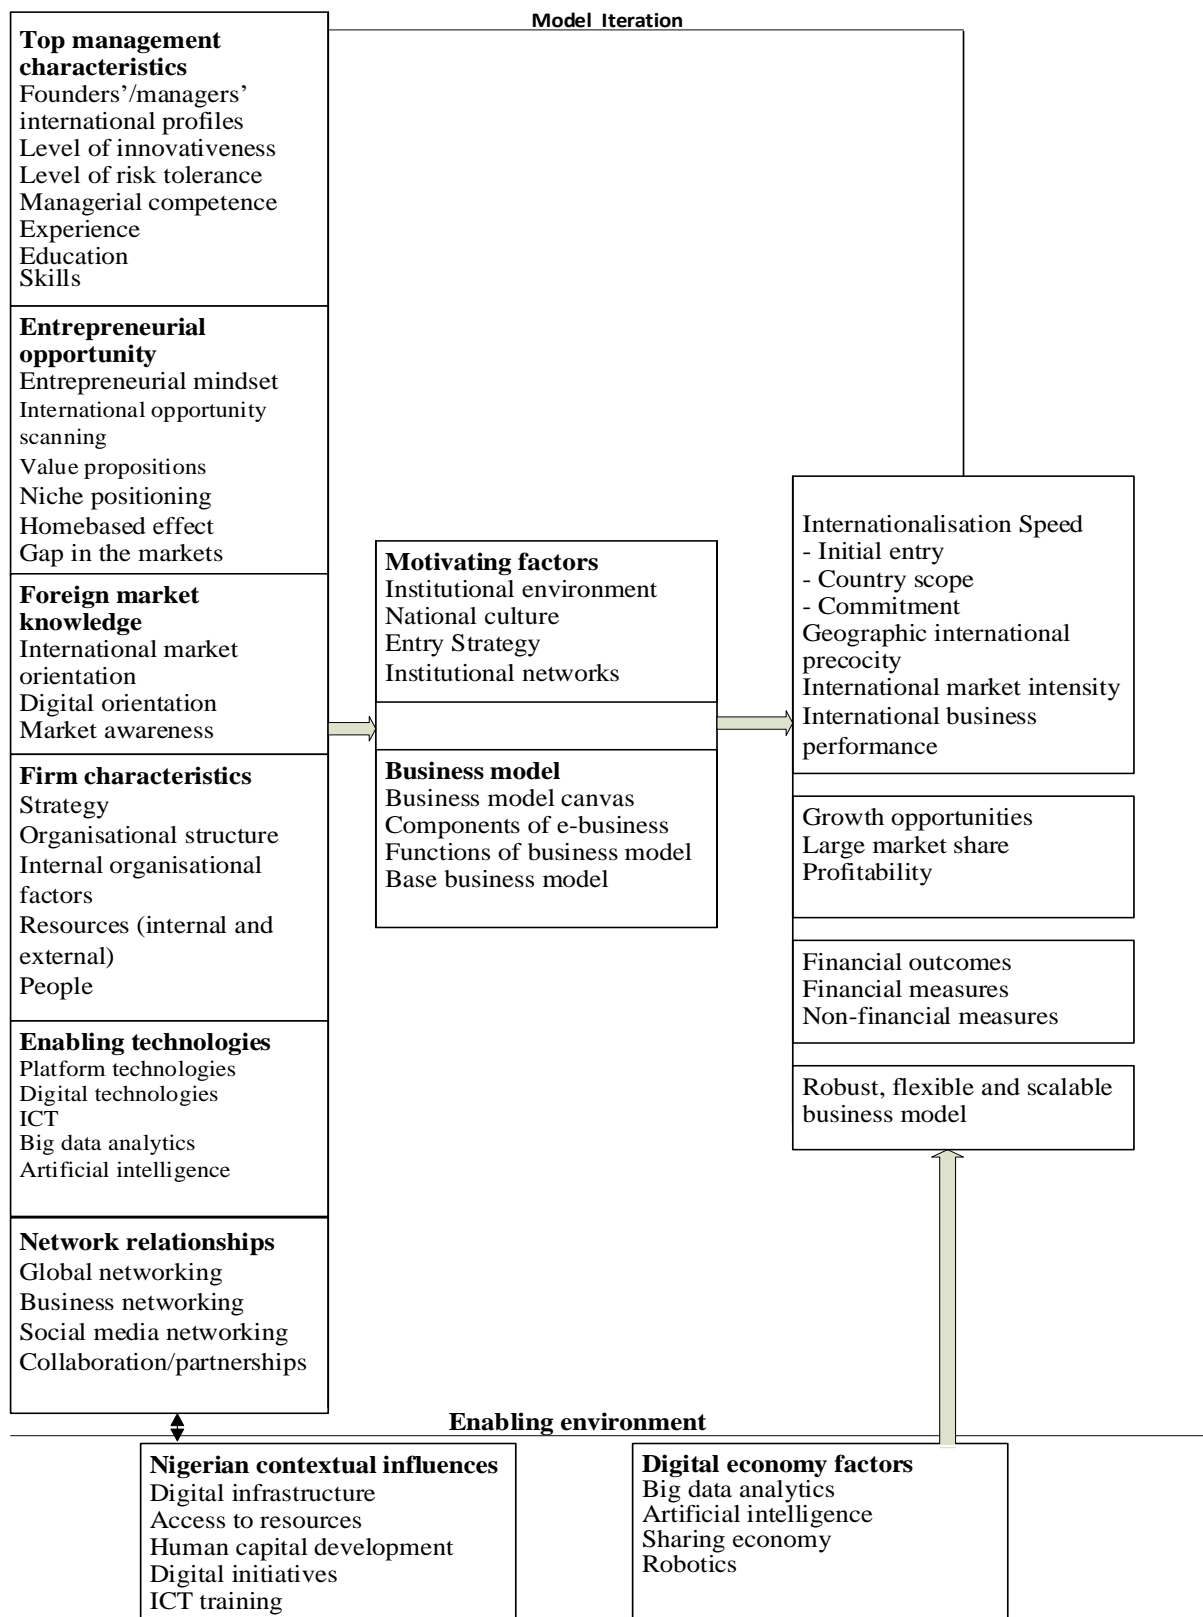 Model Iteration
Top management
characteristics
Founders’/managers’
international profiles
Level of innovativeness
Level of risk tolerance
Managerial competence
Experience
Education
Skills
Entrepreneurial
opportunity
Entrepreneurial mindset
International opportunity
scanning
Value propositions
Niche positioning
Homebased effect
Gap in the markets
Foreign market
knowledge
International market
orientation
Digital orientation
Market awareness
Firm characteristics
Strategy
Organisational structure
Internal organisational
factors
Resources (internal and
external)
People
Enabling technologies
Platform technologies
Digital technologies
ICT
Big data analytics
Artificial intelligence
Network relationships
Global networking
Business networking
Social media networking
Collaboration/partnerships
Motivating factors
Institutional environment
National culture
Entry Strategy
Institutional networks
Business model
Business model canvas
Components of e-business
Functions of business model
Base business model
Internationalisation Speed
- Initial entry
- Country scope
- Commitment
Geographic international
precocity
International market intensity
International business
performance
Growth opportunities
Large market share
Profitability
Financial outcomes
Financial measures
Non-financial measures
Robust, flexible and scalable
business model
Enabling environment
Nigerian contextual influences
Digital infrastructure
Access to resources
Human capital development
Digital initiatives
ICT training
Digital economy factors
Big data analytics
Artificial intelligence
Sharing economy
Robotics